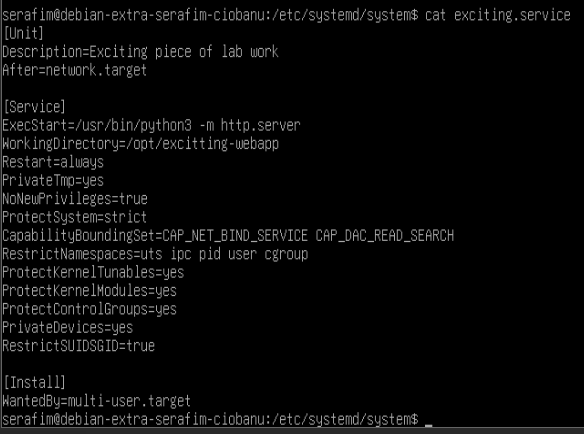 serafim@debian-extra-serafim-ciobanu:/etc/systemd/system$ cat exciting.service
[Unit]
Description=Exciting piece of lab work
After=network.target

[Service]
ExecStart=/usr/bin/python3 -m http.server
WorkingDirectory=/opt/excitting-webapp
Restart=always
PrivateTmp=yes
NoNewPrivileges=true
ProtectSystem=strict
CapabilityBoundingSet=CAP_NET_BIND_SERVICE CAP_DAC_READ_SEARCH
RestrictNamespaces=uts ipc pid user cgroup
ProtectKernelTunables=yes
ProtectKernelModules=yes
ProtectControlGroups=yes
PrivateDevices=yes
RestrictSUIDSGID=true

[Install]
WantedBy=multi-user.target
serafim@debian-extra-serafim-ciobanu:/etc/systemd/system$ _